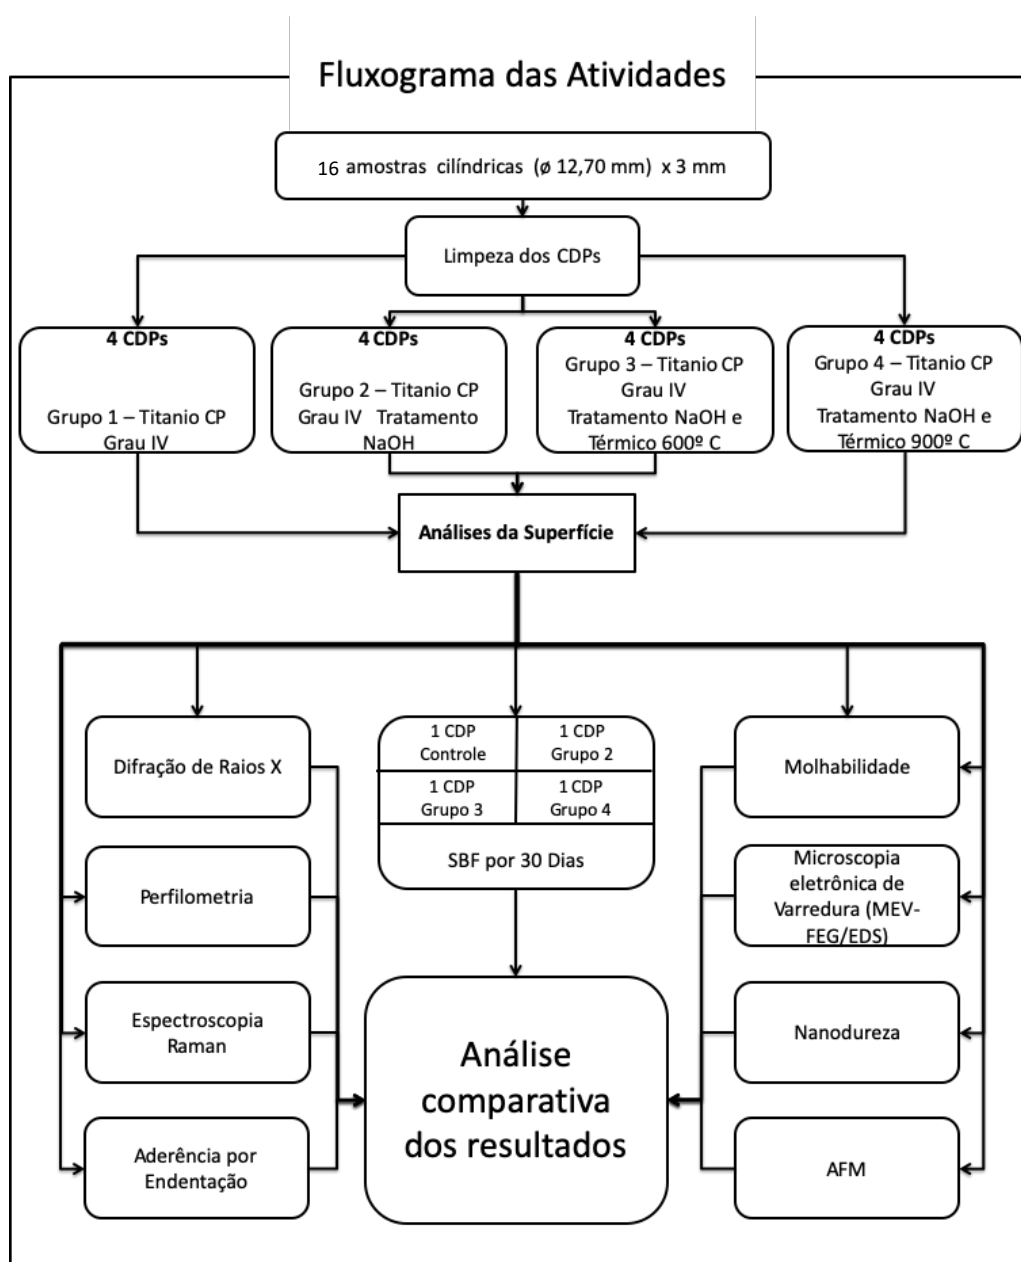 Fluxograma das Atividades
16 amostras cilíndricas (ø 12,70 mm) x 3 mm
Limpeza dos CDPs
4 CDPs
Grupo 1 – Titanio CP
Grau IV
4 CDPs
Grupo 2 – Titanio CP
Grau IV Tratamento
NaOH
4 CDPs
Grupo 3 – Titanio CP
Grau IV
Tratamento NaOH e
Térmico 600º C
4 CDPs
Grupo 4 – Titanio CP
Grau IV
Tratamento NaOH e
Térmico 900º C
Análises da Superfície
Difração de Raios X
Perfilometria
Espectroscopia
Raman
Aderência por
Endentação
1 CDP
Controle
1 CDP
Grupo 2
1 CDP
Grupo 3
1 CDP
Grupo 4
SBF por 30 Dias
Análise
comparativa
dos resultados
Molhabilidade
Microscopia
eletrônica de
Varredura (MEV-
FEG/EDS)
Nanodureza
AFM